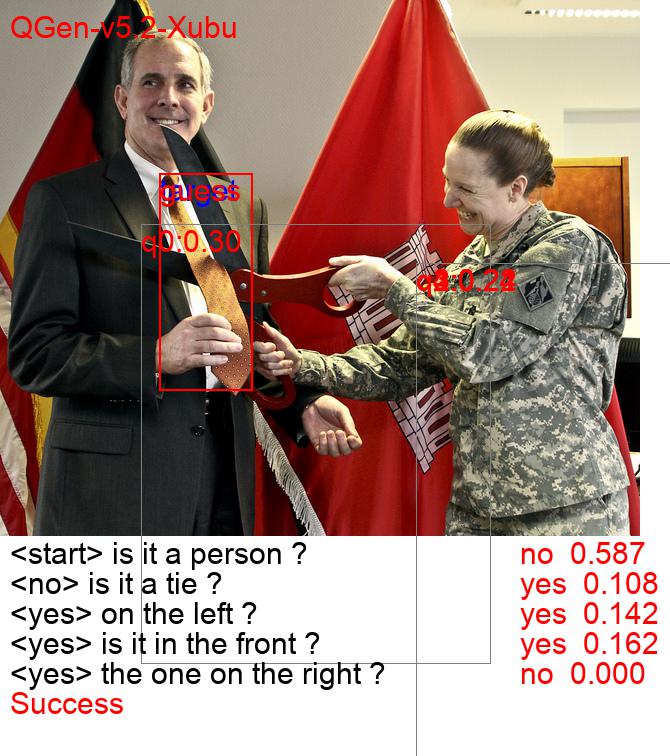 QGen-v5.2-Xubu
guess
q0:0.30
<start> is it a person ? no 0.587
<no> is it a tie ? yes 0.108
<yes> on the left ? yes 0.142
<yes> is it in the front ? yes 0.162
<yes> the one on the right ? no 0.000
Success